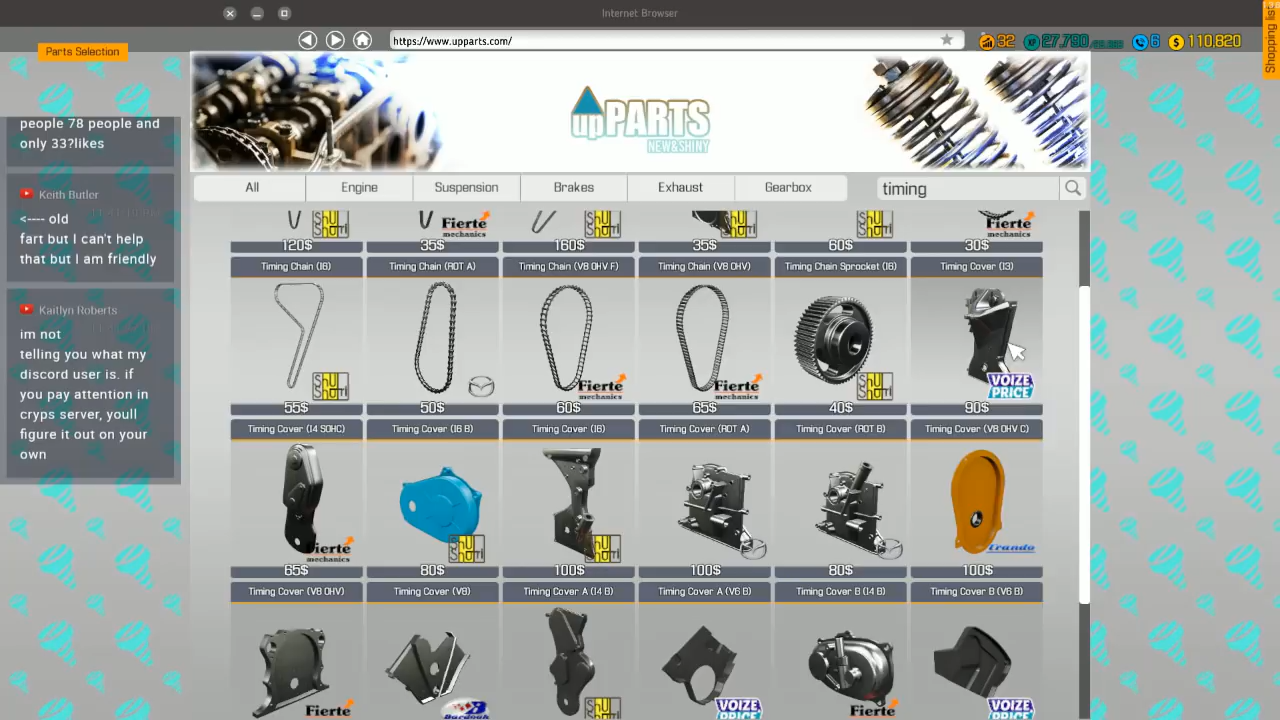 Internet Browser
Parts Selection
https://www.upparts.com/
32
27,790
6
$ 110,820
Shopping list
upPARTS
NEW&SHINY
people 78 people and
only 33?likes
Keith Butler
<---- old
fart but I can't help
that but I am friendly
Kaitlyn Roberts
im not
telling you what my
discord user is. if
you pay attention in
cryps server, youll
figure it out on your
own
All
Engine
Suspension
Brakes
Exhaust
Gearbox
timing
Fierte mechanics
Fierte mechanics
120$
35$
160$
35$
60$
30$
Timing Chain (I6)
Timing Chain (ROT A)
Timing Chain (V8 OHV F)
Timing Chain (V8 OHV)
Timing Chain Sprocket (I6)
Timing Cover (I3)
Fierte mechanics
Fierte mechanics
VOIZE PRICE
55$
50$
60$
65$
40$
90$
Timing Cover (I4 SOHC)
Timing Cover (I6 B)
Timing Cover (I6)
Timing Cover (ROT A)
Timing Cover (ROT B)
Timing Cover (V8 OHV C)
Fierte mechanics
Crando
65$
80$
100$
100$
80$
100$
Timing Cover (V8 OHV)
Timing Cover (V8)
Timing Cover A (I4 B)
Timing Cover A (V6 B)
Timing Cover B (I4 B)
Timing Cover B (V6 B)
Fierte
VOIZE PRICE
Fierte
VOIZE PRICE